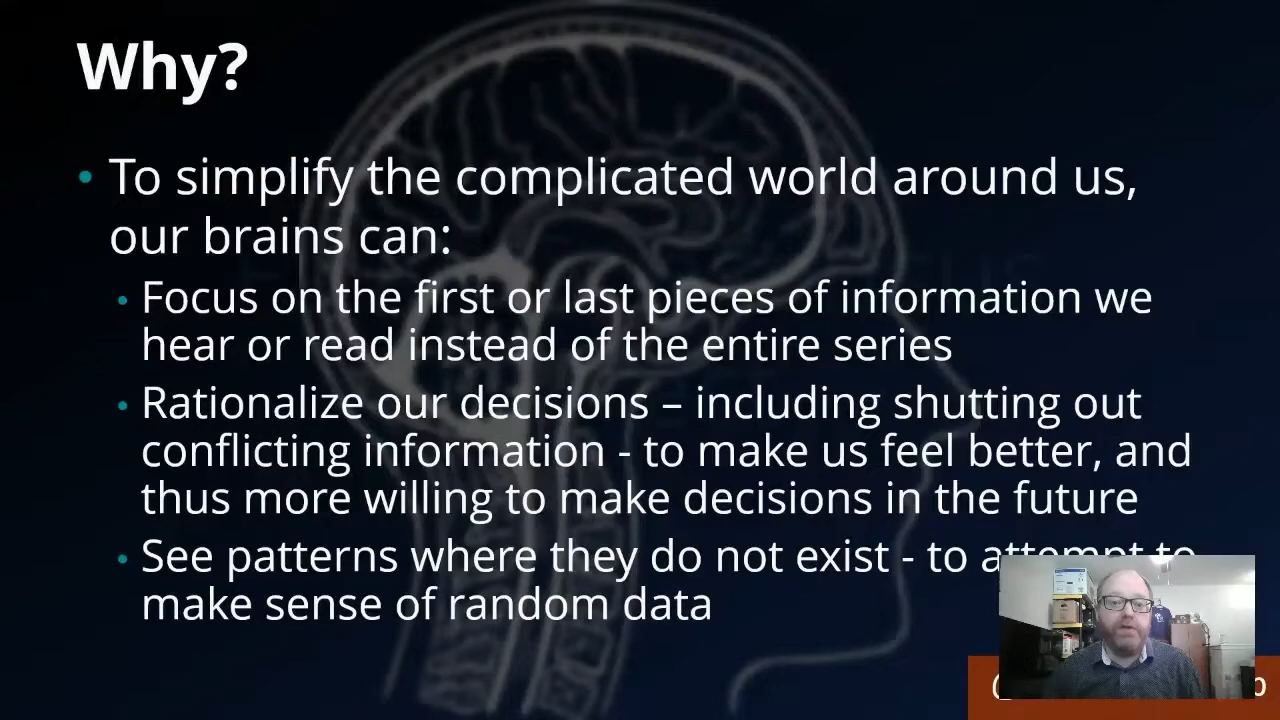 Why?
• To simplify the complicated world around us,
our brains can:
• Focus on the first or last pieces of information we
hear or read instead of the entire series
• Rationalize our decisions – including shutting out
conflicting information - to make us feel better, and
thus more willing to make decisions in the future
• See patterns where they do not exist - to attempt to
make sense of random data